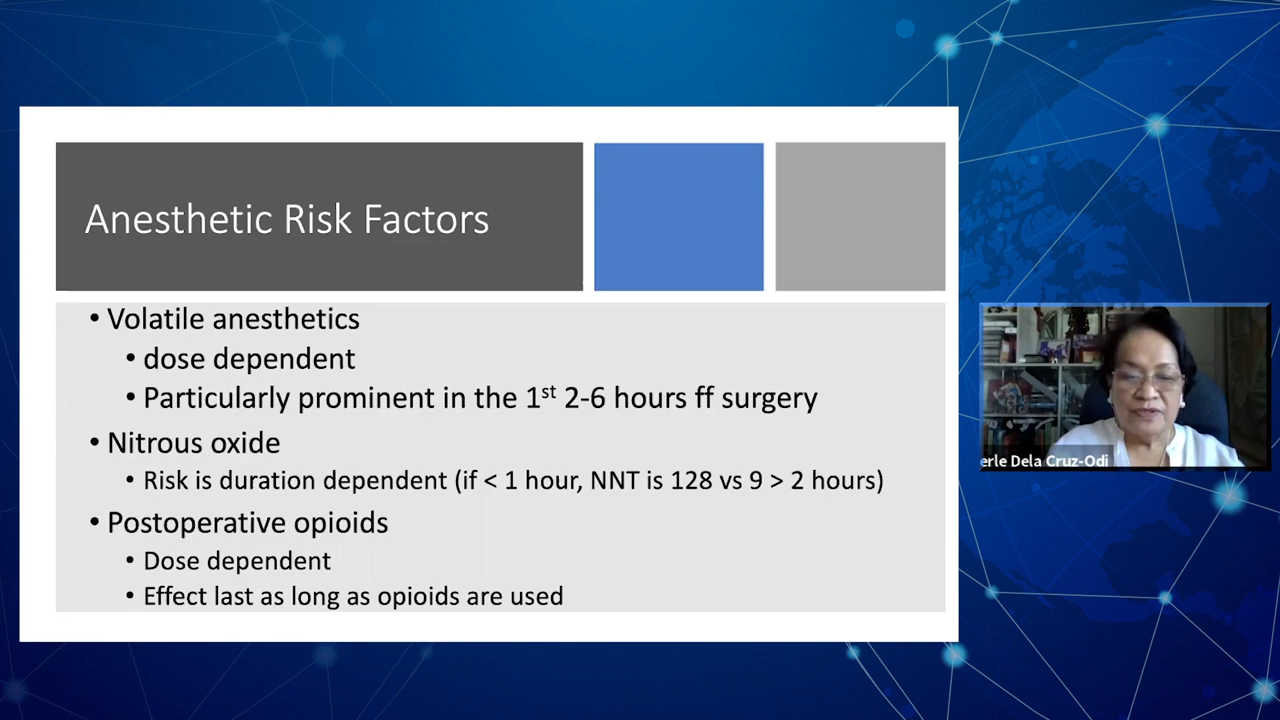 Anesthetic Risk Factors
• Volatile anesthetics
• dose dependent
• Particularly prominent in the 1st 2-6 hours ff surgery
• Nitrous oxide
• Risk is duration dependent (if < 1 hour, NNT is 128 vs 9 > 2 hours)
• Postoperative opioids
• Dose dependent
• Effect last as long as opioids are used
erle Dela Cruz-Odi